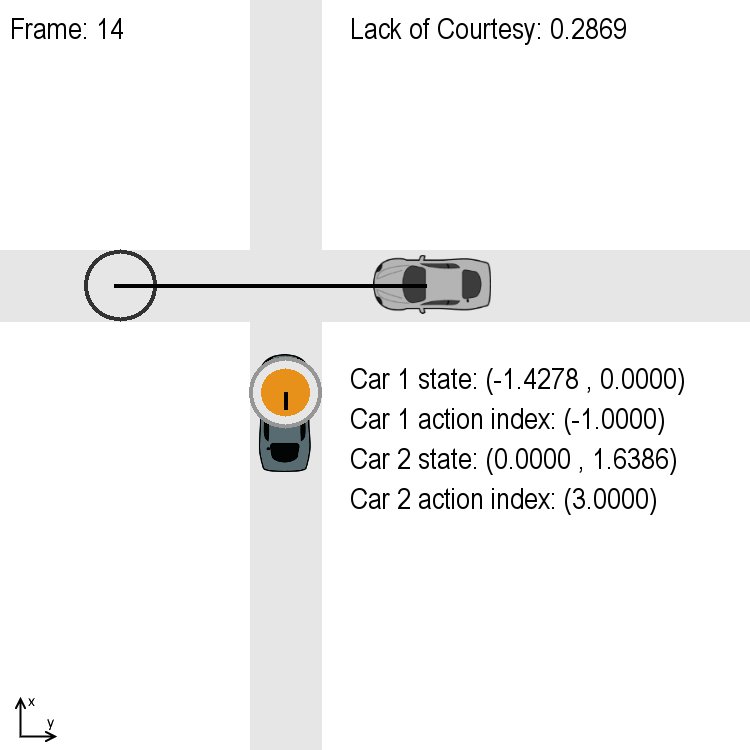 Frame: 14
Lack of Courtesy: 0.2869
Car 1 state: (-1.4278 , 0.0000)
Car 1 action index: (-1.0000)
Car 2 state: (0.0000 , 1.6386)
Car 2 action index: (3.0000)
x
y